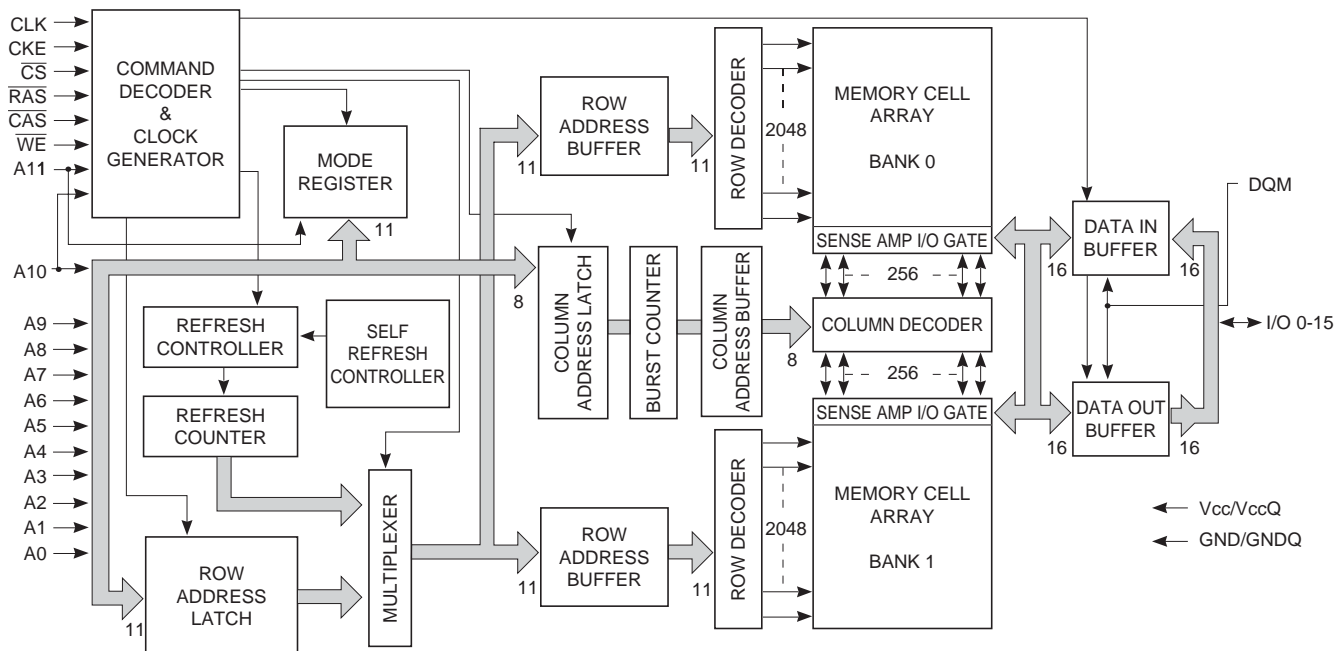 CLK
CKE
CS
RAS
CAS
WE
A11
A10
A9
A8
A7
A6
A5
A4
A3
A2
A1
A0
COMMAND
DECODER
&
CLOCK
GENERATOR
MODE
REGISTER
11
REFRESH
CONTROLLER
SELF
REFRESH
CONTROLLER
REFRESH
COUNTER
ROW
ADDRESS
LATCH
11
MULTIPLEXER
ROW
ADDRESS
BUFFER
11
11
ROW DECODER
2048
MEMORY CELL
ARRAY
BANK 0
SENSE AMP I/O GATE
256
COLUMN
ADDRESS LATCH
8
BURST COUNTER
COLUMN
ADDRESS BUFFER
8
COLUMN DECODER
256
SENSE AMP I/O GATE
MEMORY CELL
ARRAY
BANK 1
ROW
ADDRESS
BUFFER
11
11
ROW DECODER
2048
DQM
DATA IN
BUFFER
16
16
I/O 0-15
DATA OUT
BUFFER
16
16
Vcc/VccQ
GND/GNDQ